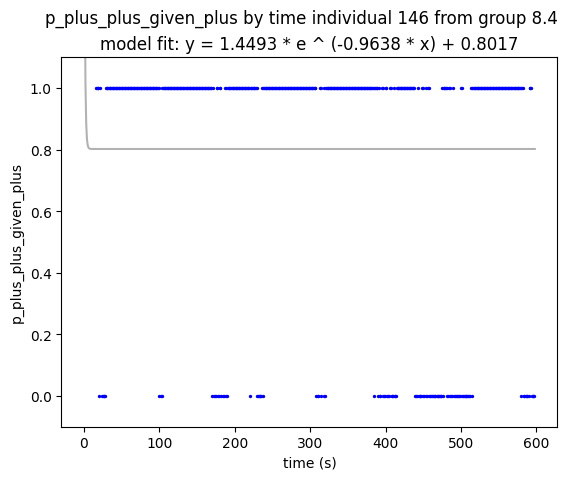 p_plus_plus_given_plus by time individual 146 from group 8.4
model fit: y = 1.4493 * e ^ (-0.9638 * x) + 0.8017
1.0
0.8
0.6
0.4
0.2
0.0
p_plus_plus_given_plus
0 100 200 300 400 500 600
time (s)